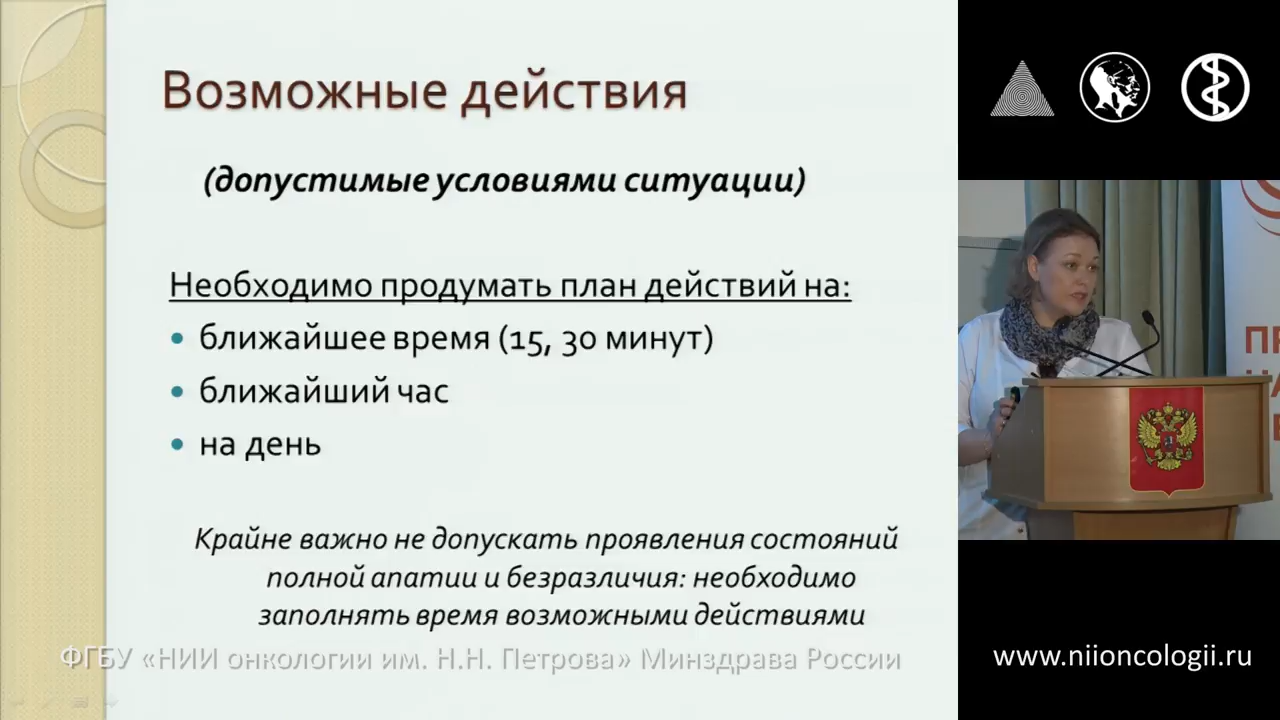 Возможные действия
(допустимые условиями ситуации)
Необходимо продумать план действий на:
ближайшее время (15, 30 минут)
ближайший час
на день
Крайне важно не допускать проявления состояний
полной апатии и безразличия: необходимо
заполнять время возможными действиями
ФГБУ «НИИ онкологии им. Н.Н. Петрова» Минздрава России
www.niioncologii.ru